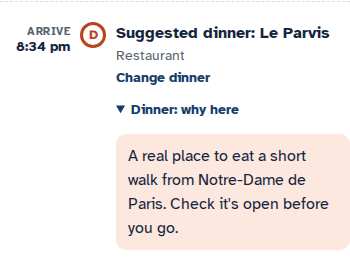 ARRIVE
8:34 pm
D
Suggested dinner: Le Parvis
Restaurant
Change dinner
▼ Dinner: why here
A real place to eat a short
walk from Notre-Dame de
Paris. Check it's open before
you go.